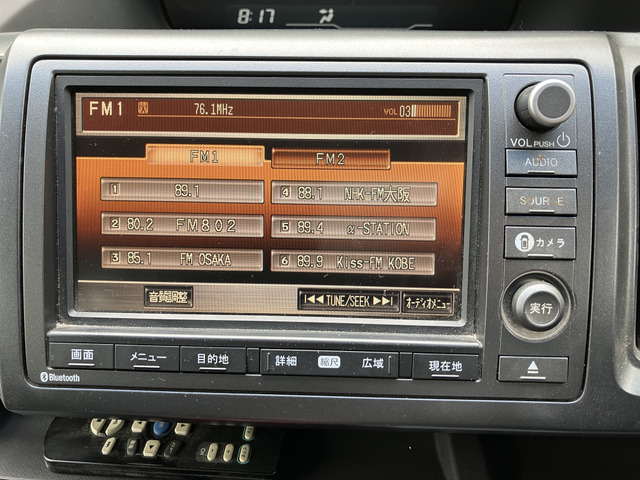 8:17
FM1 76.1MHz VOL 03
FM1 FM2
1 89.1 4 88.1 NHK-FM大阪
2 80.2 FM802 5 89.4 α-STATION
3 85.1 FM OSAKA 6 89.9 Kiss-FM KOBE
音質調整 TUNE/SEEK オーディオメニュー
VOL PUSH
AUDIO
SOURCE
カメラ
実行
画面 メニュー 目的地 詳細 縮尺 広域 現在地
Bluetooth